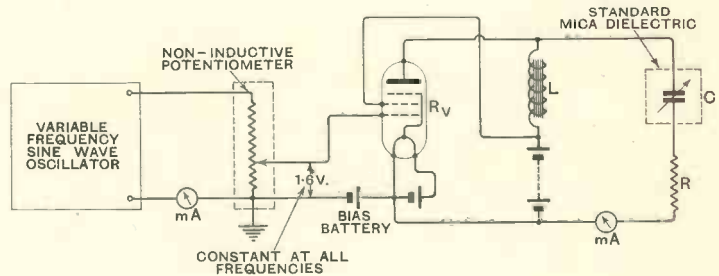 STANDARD
MICA DIELECTRIC
NON-INDUCTIVE
POTENTIOMETER
VARIABLE
FREQUENCY
SINE WAVE
OSCILLATOR
RV
L
C
R
1·6V.
mA
BIAS
BATTERY
mA
CONSTANT AT ALL
FREQUENCIES